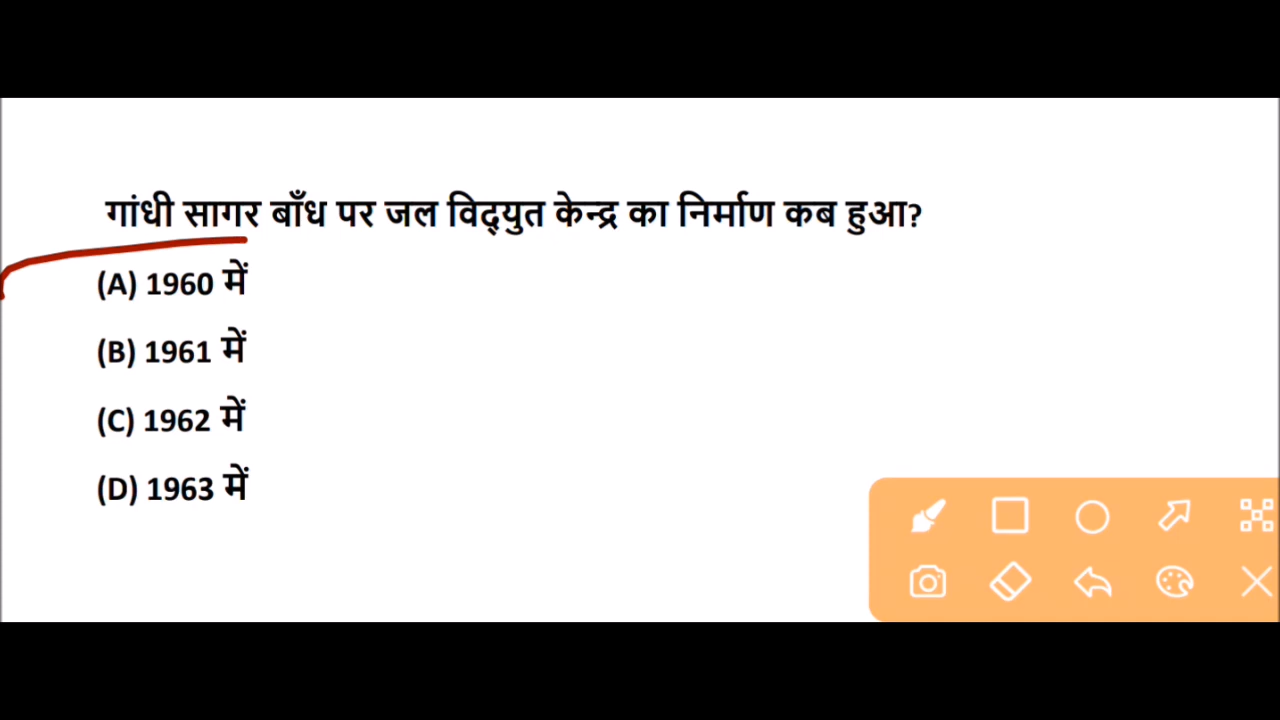 गांधी सागर बाँध पर जल विद्युत केन्द्र का निर्माण कब हुआ?
(A) 1960 में
(B) 1961 में
(C) 1962 में
(D) 1963 में